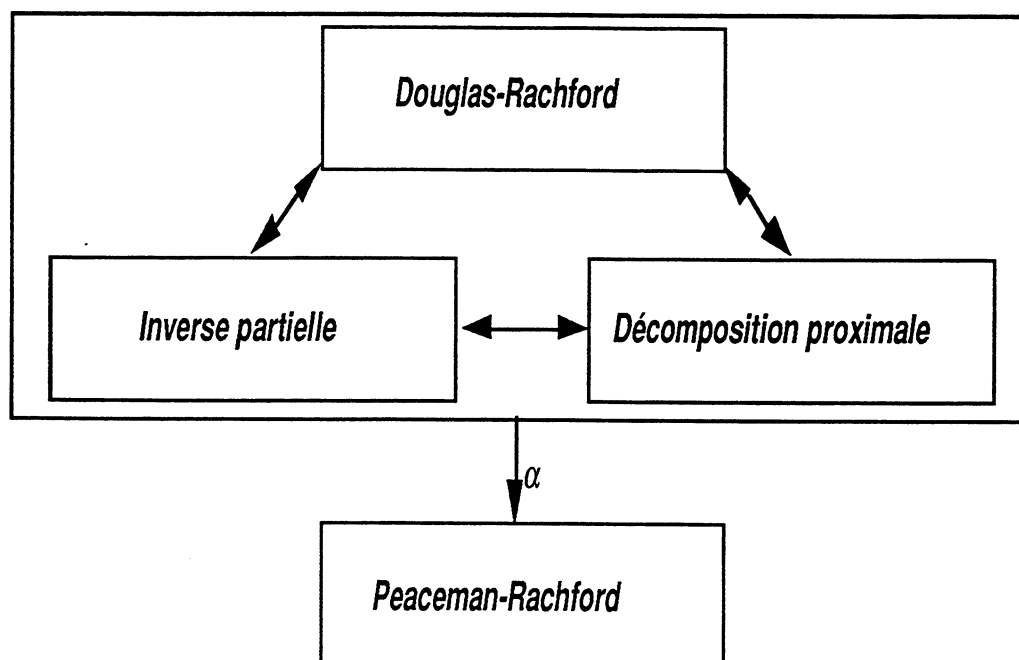 Douglas-Rachford
Inverse partielle
Décomposition proximale
α
Peaceman-Rachford